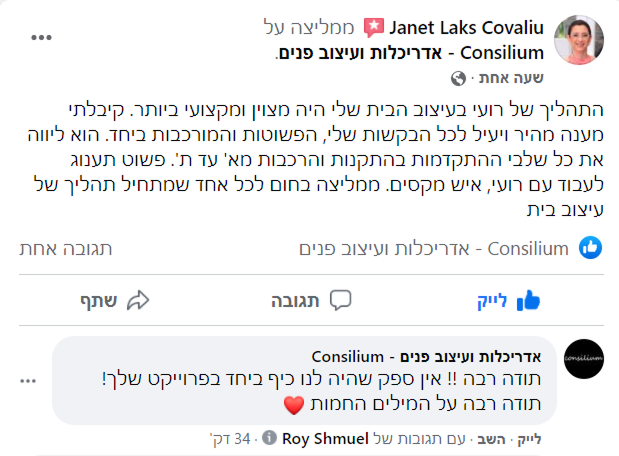 Janet Laks Covaliu ממליצה על
Consilium - אדריכלות ועיצוב פנים.
שעה אחת ·
התהליך של רועי בעיצוב הבית שלי היה מצוין ומקצועי ביותר. קיבלתי
מענה מהיר ויעיל לכל הבקשות שלי, הפשוטות והמורכבות ביחד. הוא ליווה
את כל שלבי ההתקדמות בהתקנות והרכבות מא' עד ת'. פשוט תענוג
לעבוד עם רועי, איש מקסים. ממליצה בחום לכל אחד שמתחיל תהליך של
עיצוב בית
Consilium - אדריכלות ועיצוב פנים
תגובה אחת
לייק
תגובה
שתף
consilium
אדריכלות ועיצוב פנים - Consilium
תודה רבה !! אין ספק שהיה לנו כיף ביחד בפרוייקט שלך!
תודה רבה על המילים החמות ❤️
לייק · השב · עם תגובות של Roy Shmuel · 34 דק'